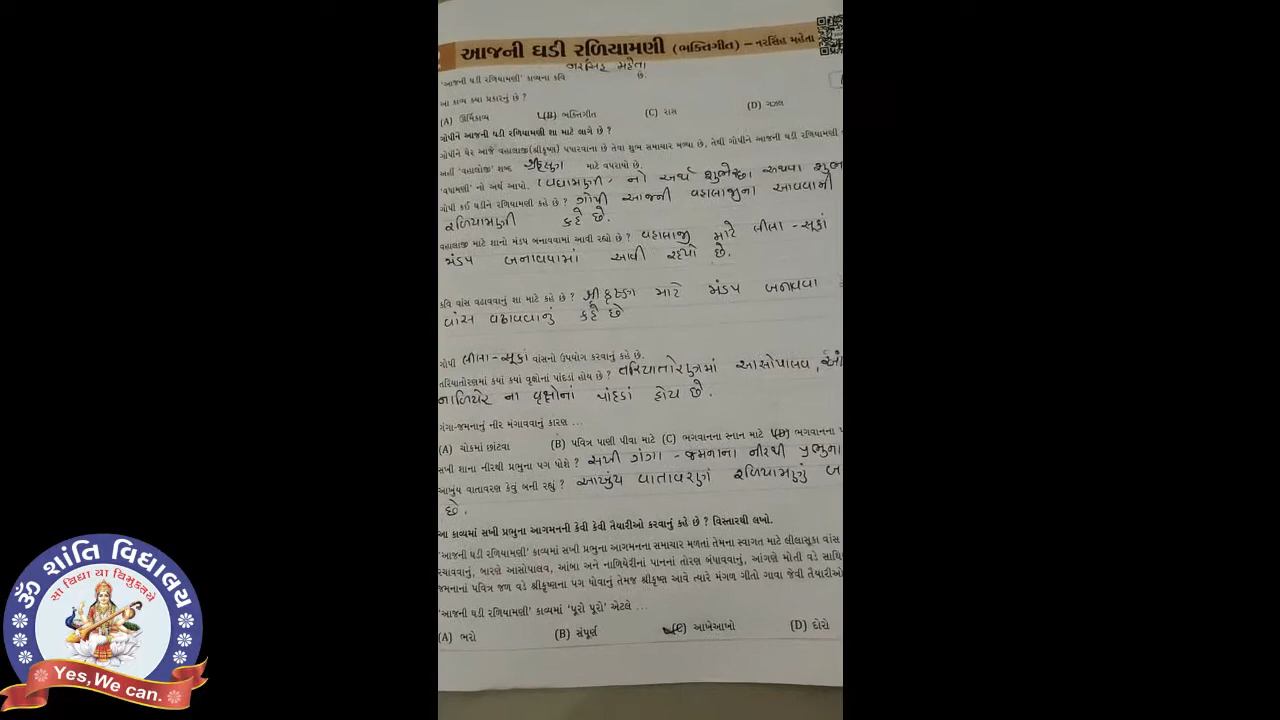 આજની ઘડી રળિયામણી (ભક્તિગીત) – નરસિંહ મહેતા
'આજની ઘડી રળિયામણી' કાવ્યના કવિ નરસિંહ મહેતા છે.
આ કાવ્ય કયા પ્રકારનું છે ?
(A) ઊર્મિકાવ્ય (B) ભક્તિગીત (C) રાસ (D) ગઝલ
ગોપીને આજની ઘડી રળિયામણી શા માટે લાગે છે ?
ગોપીને ઘેર આજે વહાલાજી(શ્રીકૃષ્ણ) પધારવાના છે તેવા શુભ સમાચાર મળ્યા છે. તેથી ગોપીને આજની ઘડી રળિયામણી
અહીં 'વહાલોજી' શબ્દ શ્રીકૃષ્ણ માટે વપરાયો છે.
'વધામણી' નો અર્થ આપો. 'વધામણી' નો અર્થ શુભેચ્છા અથવા શુભ
ગોપી કઈ ઘડીને રળિયામણી કહે છે ? ગોપી આજની વહાલાજીના આવવાની
રળિયામણી કહે છે.
વહાલાજી માટે શાનો મંડપ બનાવવામાં આવી રહ્યો છે ? વહાલાજી માટે લીલા - સૂકાં
મંડપ બનાવવામાં આવી રહ્યો છે.
કવિ વાંસ વઢાવવાનું શા માટે કહે છે ? શ્રી કૃષ્ણ માટે મંડપ બનાવવા
વાંસ વઢાવવાનું કહે છે
ગોપી લીલા - સૂકાં વાંસનો ઉપયોગ કરવાનું કહે છે.
તરિયાતોરણમાં કયાં કયાં વૃક્ષોનાં પાંદડાં હોય છે ? તરિયાતોરણમાં આસોપાલવ,
નાળિયેર ના વૃક્ષોનાં પાંદડાં હોય છે.
ગંગા-જમનાનું નીર મંગાવવાનું કારણ ...
(A) ચોકમાં છાંટવા (B) પવિત્ર પાણી પીવા માટે (C) ભગવાનના સ્નાન માટે (D) ભગવાનના
સખી શાના નીરથી પ્રભુના પગ ધોશે ? સખી ગંગા - જમનાના નીરથી પ્રભુના
આખુંય વાતાવરણ કેવું બની રહ્યું ? આખુંય વાતાવરણ રળિયામણું
છે.
આ કાવ્યમાં સખી પ્રભુના આગમનની કેવી કેવી તૈયારીઓ કરવાનું કહે છે ? વિસ્તારથી લખો.
'આજની ઘડી રળિયામણી' કાવ્યમાં સખી પ્રભુના આગમનના સમાચાર મળતાં તેમના સ્વાગત માટે લીલાસૂકા વાંસ
રચાવવાનું, બારણે આસોપાલવ, આંબા અને નાળિયેરીનાં પાનનાં તોરણ બંધાવવાનું, આંગણે મોતી વડે
જમનાનાં પવિત્ર જળ વડે શ્રીકૃષ્ણના પગ ધોવાનું તેમજ શ્રીકૃષ્ણ આવે ત્યારે મંગળ ગીતો ગાવા જેવી તૈયારીઓ
'આજની ઘડી રળિયામણી' કાવ્યમાં 'પૂરો પૂરો' એટલે ...
(A) ભરો (B) સંપૂર્ણ (C) આખેઆખો (D) દોરો
ૐ શાંતિ વિદ્યાલય
सा विद्या या विमुक्तये
Yes,We can.